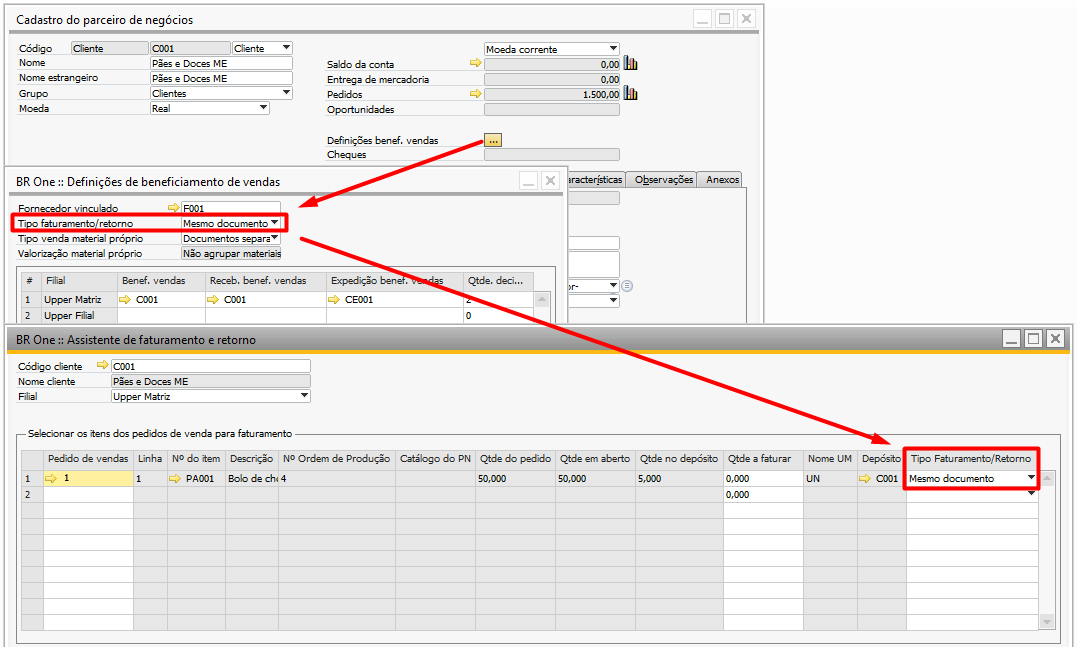 Cadastro do parceiro de negócios
Código Cliente C001 Cliente Moeda corrente
Nome Pães e Doces ME Saldo da conta 0,00
Nome estrangeiro Pães e Doces ME Entrega de mercadoria 0,00
Grupo Clientes Pedidos 1.500,00
Moeda Real Oportunidades
Definições benef. vendas ...
Cheques
BR One :: Definições de beneficiamento de vendas
Observações Anexos
Fornecedor vinculado F001
Tipo faturamento/retorno Mesmo documento
Tipo venda material próprio Documentos separa
Valorização material próprio Não agrupar materiais
# Filial Benef. vendas Receb. benef. vendas Expedição benef. vendas Qtde. deci...
1 Upper Matriz C001 C001 CE001 2
2 Upper Filial 0
BR One :: Assistente de faturamento e retorno
Código cliente C001
Nome cliente Pães e Doces ME
Filial Upper Matriz
Selecionar os itens dos pedidos de venda para faturamento
Pedido de vendas Linha Nº do item Descrição Nº Ordem de Produção Catálogo do PN Qtde do pedido Qtde em aberto Qtde no depósito Qtde a faturar Nome UM Depósito Tipo Faturamento/Retorno
1 1 1 PA001 Bolo de cho 4 50,000 50,000 5,000 0,000 UN C001 Mesmo documento
2 0,000